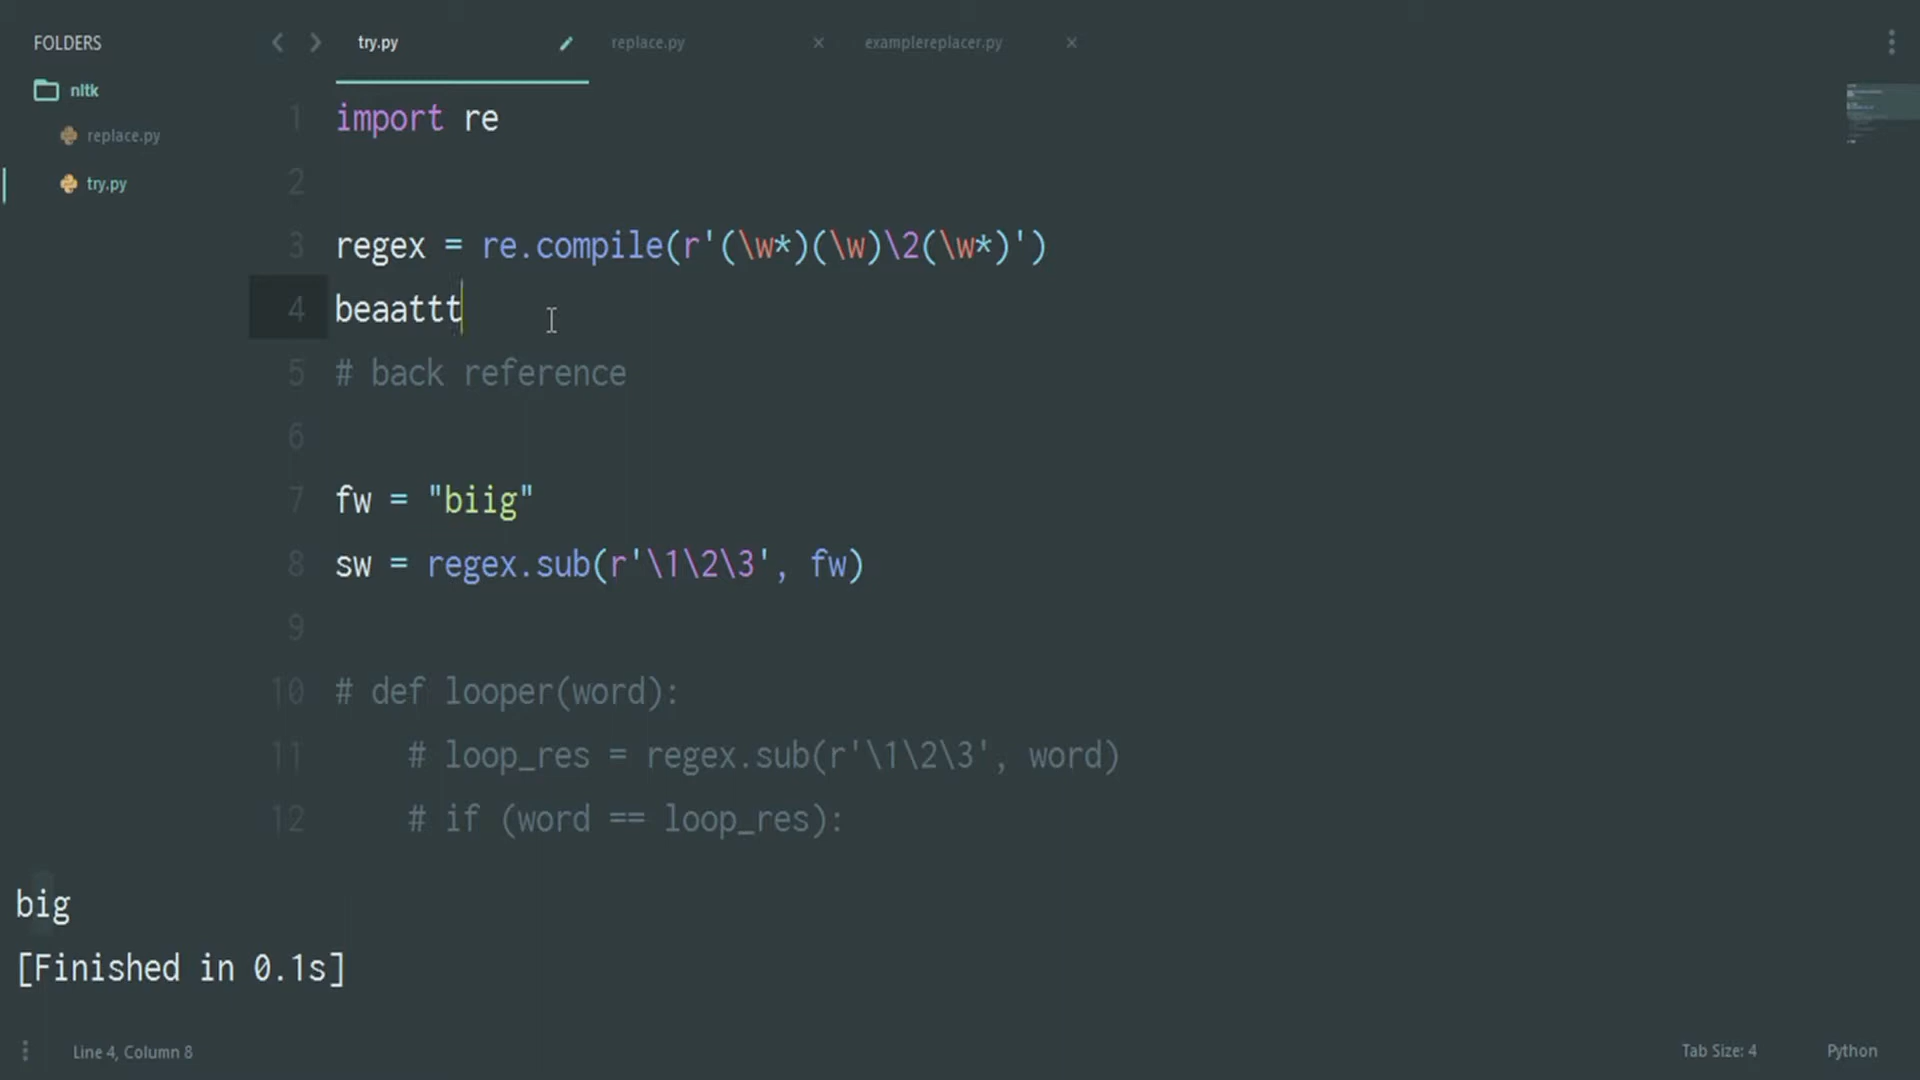 FOLDERS
nltk
replace.py
try.py
try.py
replace.py
examplereplacer.py
1 import re
2
3 regex = re.compile(r'(\w*)(\w)\2(\w*)')
4 beaattt
5 # back reference
6
7 fw = "biig"
8 sw = regex.sub(r'\1\2\3', fw)
9
10 # def looper(word):
11 # loop_res = regex.sub(r'\1\2\3', word)
12 # if (word == loop_res):
big
[Finished in 0.1s]
Line 4, Column 8
Tab Size: 4
Python